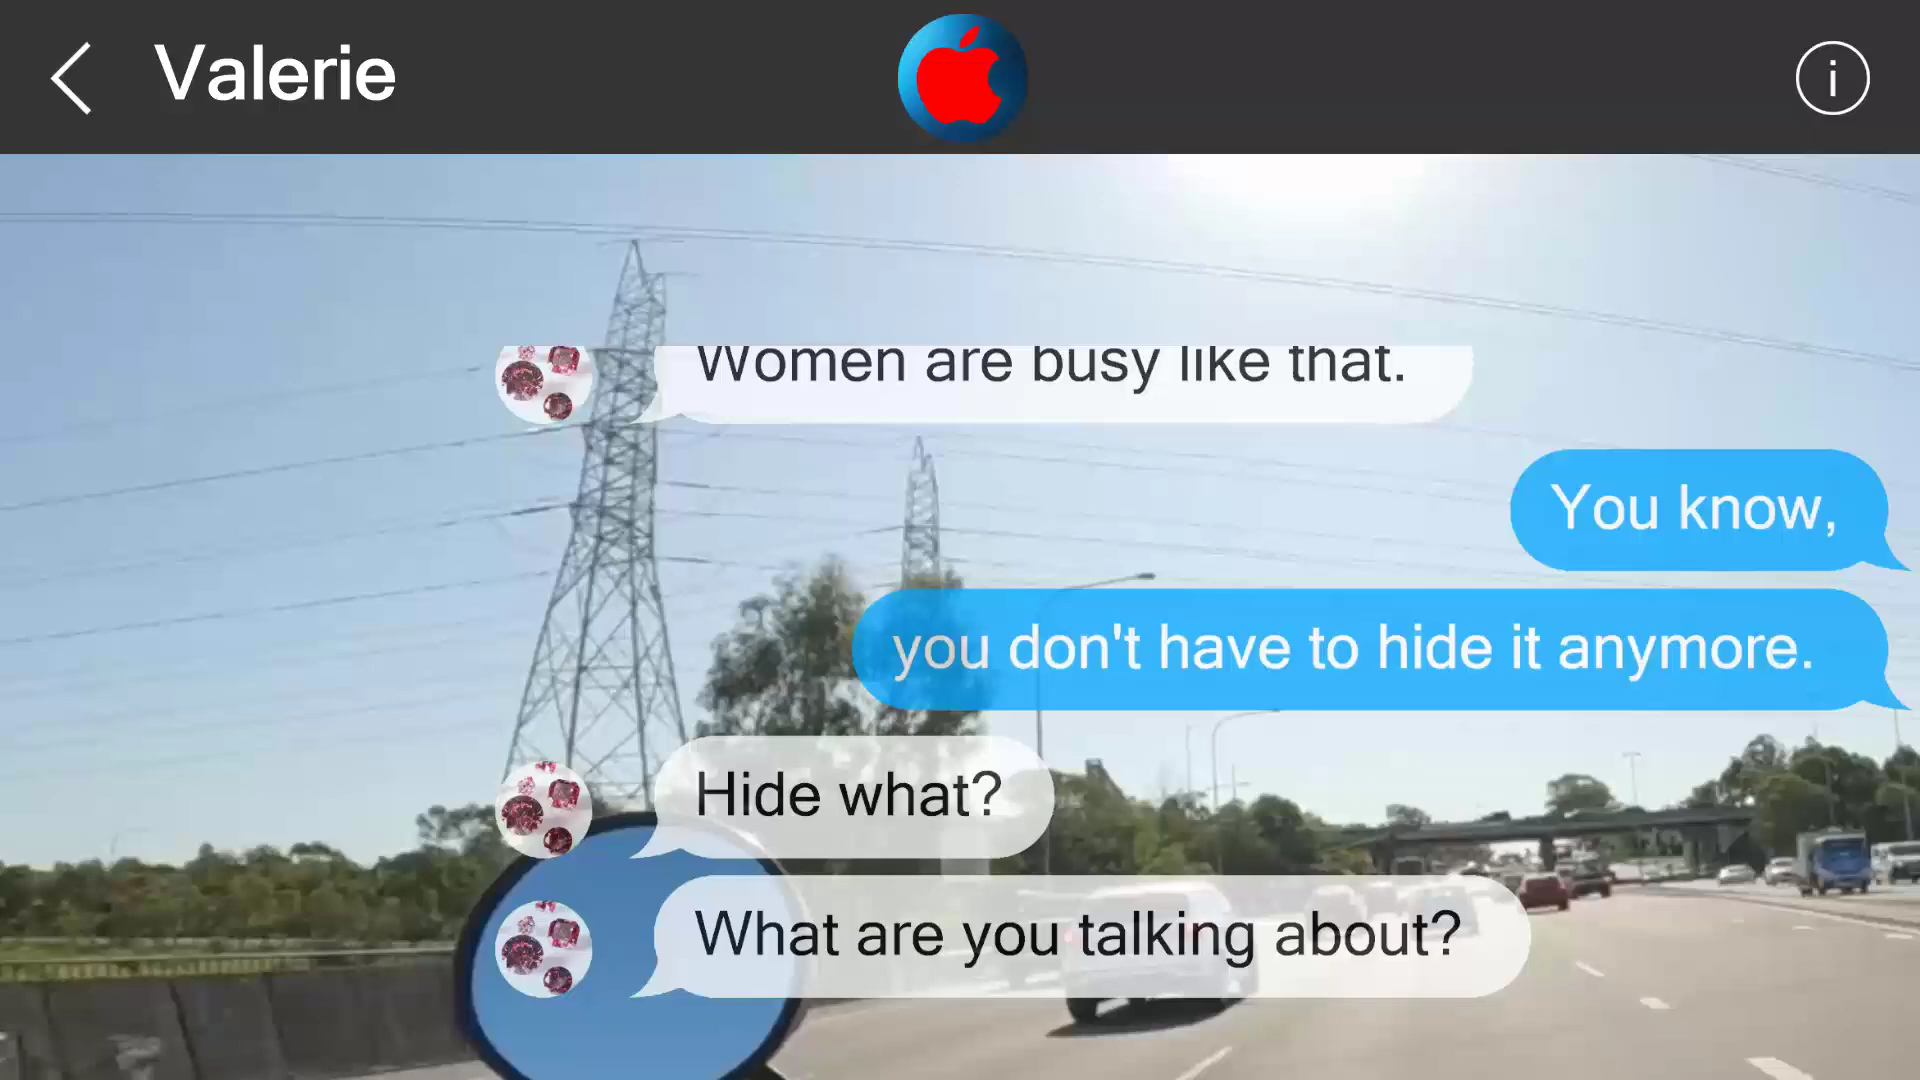 Valerie
i
Women are busy like that.
You know,
you don't have to hide it anymore.
Hide what?
What are you talking about?